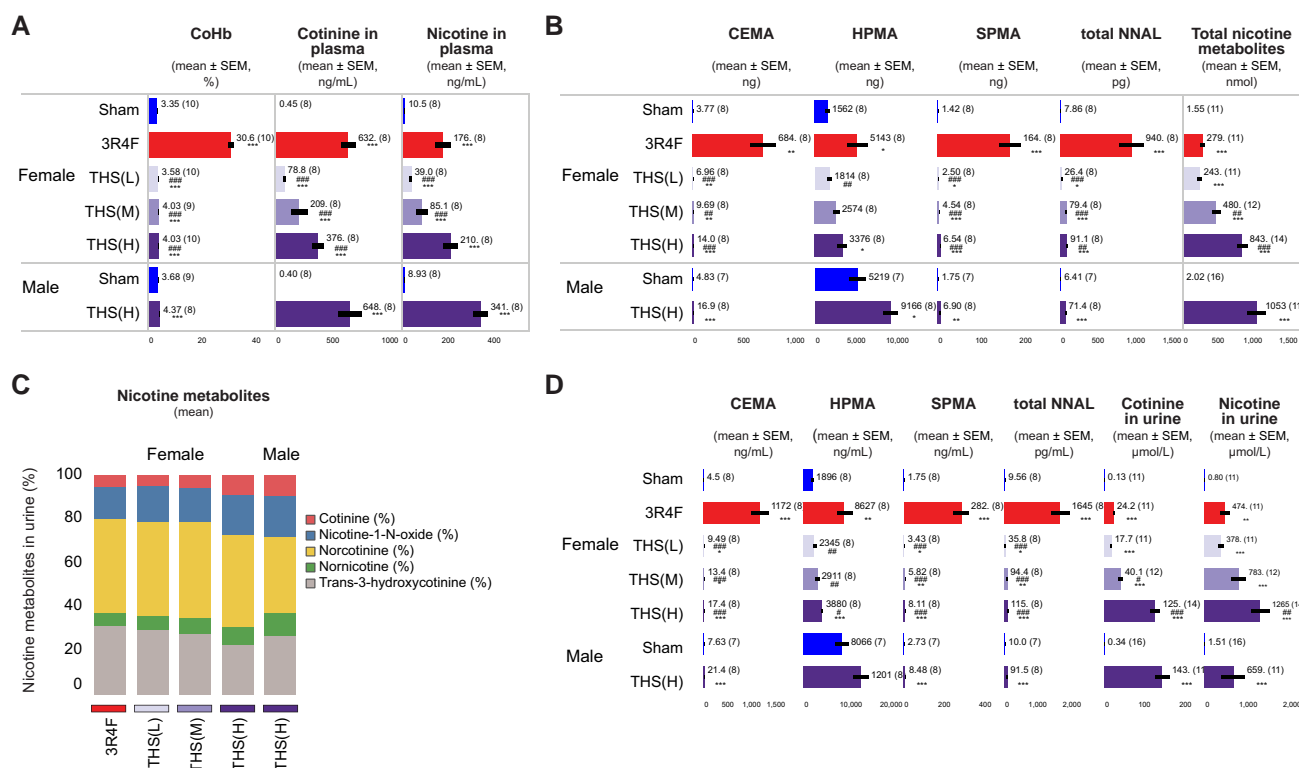 A
CoHb
Cotinine in plasma
Nicotine in plasma
(mean ± SEM, %)
(mean ± SEM, ng/mL)
(mean ± SEM, ng/mL)
Female
Sham 3.35 (10) 0.45 (8) 10.5 (8)
3R4F 30.6 (10) *** 632. (8) *** 176. (8) ***
THS(L) 3.58 (10) ### *** 78.8 (8) ### *** 39.0 (8) ### ***
THS(M) 4.03 (9) ### *** 209. (8) ### *** 85.1 (8) ### ***
THS(H) 4.03 (10) ### *** 376. (8) ### *** 210. (8) ***
Male
Sham 3.68 (9) 0.40 (8) 8.93 (8)
THS(H) 4.37 (8) *** 648. (8) *** 341. (8) ***
0 20 40 0 500 1000 0 200 400
B
CEMA
HPMA
SPMA
total NNAL
Total nicotine metabolites
(mean ± SEM, ng)
(mean ± SEM, ng)
(mean ± SEM, ng)
(mean ± SEM, pg)
(mean ± SEM, nmol)
Female
Sham 3.77 (8) 1562 (8) 1.42 (8) 7.86 (8) 1.55 (11)
3R4F 684. (8) ** 5143 (8) * 164. (8) *** 940. (8) *** 279. (11) ***
THS(L) 6.96 (8) ### ** 1814 (8) ## 2.50 (8) ### * 26.4 (8) ### * 243. (11) ***
THS(M) 9.69 (8) ## ** 2574 (8) 4.54 (8) ### *** 79.4 (8) ### *** 480. (12) ## ***
THS(H) 14.0 (8) ### *** 3376 (8) * 6.54 (8) ### *** 91.1 (8) ## *** 843. (14) ### ***
Male
Sham 4.83 (7) 5219 (7) 1.75 (7) 6.41 (7) 2.02 (16)
THS(H) 16.9 (8) *** 9166 (8) * 6.90 (8) ** 71.4 (8) *** 1053 (11 ***
0 500 1,000 0 5,000 10,000 0 100 200 0 500 1,000 1,500 0 500 1,000 1,500
C
Nicotine metabolites
(mean)
Female Male
Nicotine metabolites in urine (%)
100
80
60
40
20
0
Cotinine (%)
Nicotine-1-N-oxide (%)
Norcotinine (%)
Nornicotine (%)
Trans-3-hydroxycotinine (%)
3R4F
THS(L)
THS(M)
THS(H)
THS(H)
D
CEMA
HPMA
SPMA
total NNAL
Cotinine in urine
Nicotine in urine
(mean ± SEM, ng/mL)
(mean ± SEM, ng/mL)
(mean ± SEM, ng/mL)
(mean ± SEM, pg/mL)
(mean ± SEM, µmol/L)
(mean ± SEM, µmol/L)
Female
Sham 4.5 (8) 1896 (8) 1.75 (8) 9.56 (8) 0.13 (11) 0.80 (11)
3R4F 1172 (8 *** 8627 (8) ** 282. (8 *** 1645 (8 *** 24.2 (11) *** 474. (11) **
THS(L) 9.49 (8) ### * 2345 (8) ## 3.43 (8) ### * 35.8 (8) ### * 17.7 (11) *** 378. (11) ***
THS(M) 13.4 (8) ### * 2911 (8) ## 5.82 (8) ### ** 94.4 (8) ### ** 40.1 (12) # *** 783. (12) ***
THS(H) 17.4 (8) ### *** 3880 (8) # *** 8.11 (8) ### *** 115. (8) ### *** 125. (14) ### *** 1265 (14 ## ***
Male
Sham 7.63 (7) 8066 (7) 2.73 (7) 10.0 (7) 0.34 (16) 1.51 (16)
THS(H) 21.4 (8) *** 1201 (8 8.48 (8) *** 91.5 (8) *** 143. (11 *** 659. (11) ***
0 500 1,000 1,500 0 10,000 0 200 400 0 1,000 20,000 0 100 200 0 1,000 2,000